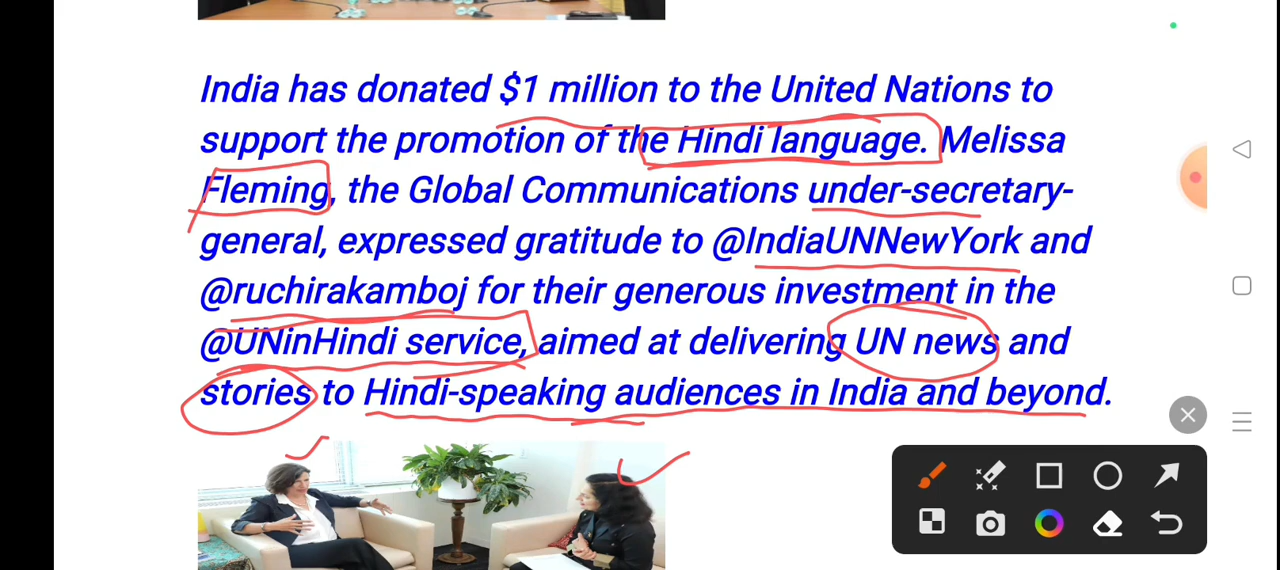 India has donated $1 million to the United Nations to
support the promotion of the Hindi language. Melissa
Fleming, the Global Communications under-secretary-
general, expressed gratitude to @IndiaUNNewYork and
@ruchirakamboj for their generous investment in the
@UNinHindi service, aimed at delivering UN news and
stories to Hindi-speaking audiences in India and beyond.